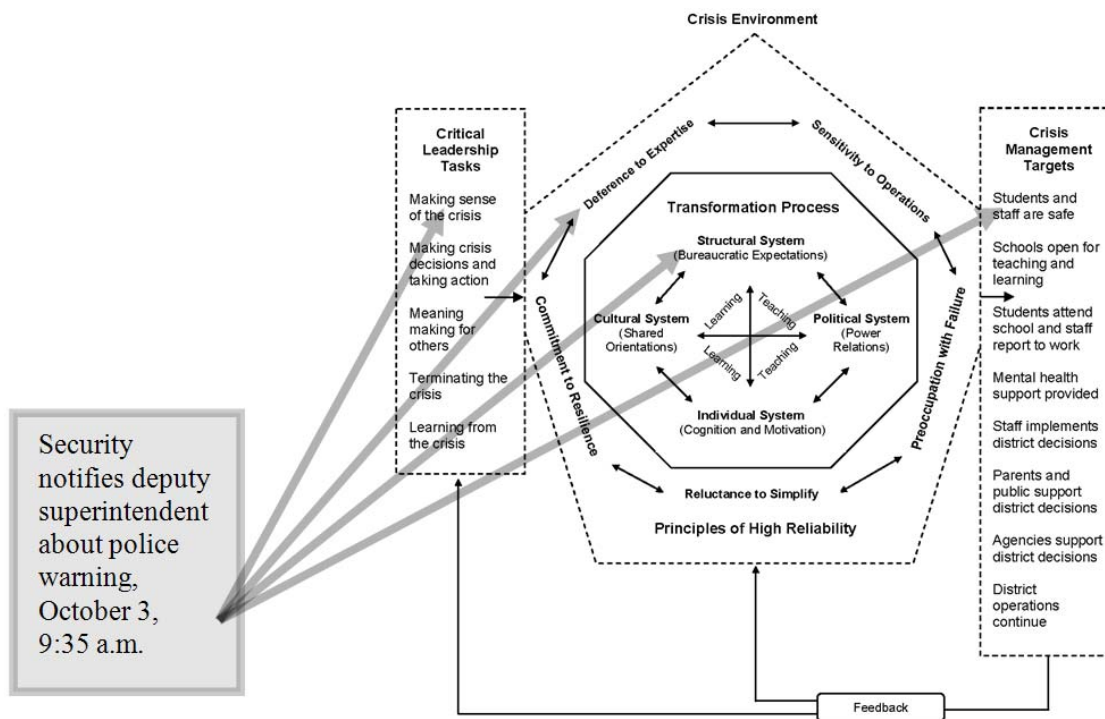 Crisis Environment
Critical
Leadership
Tasks
Making sense
of the crisis
Making crisis
decisions and
taking action
Meaning
making for
others
Terminating the
crisis
Learning from
the crisis
Deference to Expertise
Sensitivity to Operations
Commitment to Resilience
Preoccupation with Failure
Reluctance to Simplify
Principles of High Reliability
Transformation Process
Structural System
(Bureaucratic Expectations)
Cultural System
(Shared
Orientations)
Learning
Teaching
Learning
Teaching
Political System
(Power
Relations)
Individual System
(Cognition and Motivation)
Crisis
Management
Targets
Students and
staff are safe
Schools open for
teaching and
learning
Students attend
school and staff
report to work
Mental health
support provided
Staff implements
district decisions
Parents and
public support
district decisions
Agencies support
district decisions
District
operations
continue
Feedback
Security
notifies deputy
superintendent
about police
warning,
October 3,
9:35 a.m.